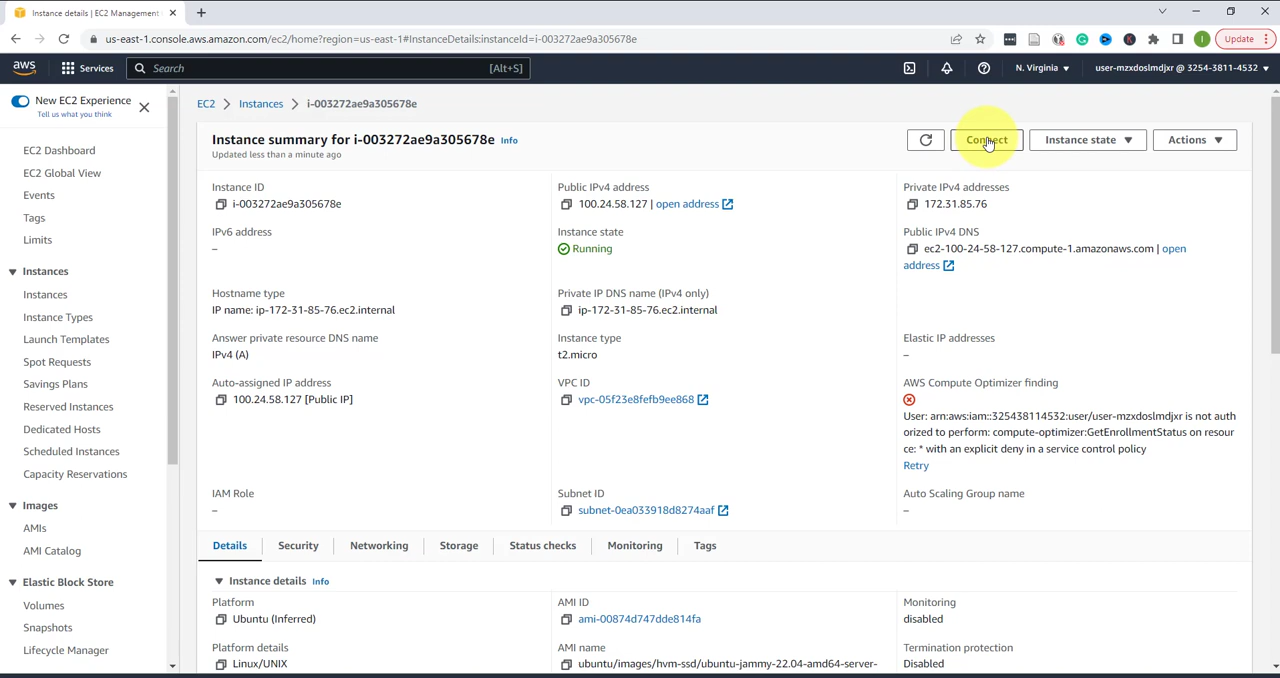 Instance details | EC2 Management
us-east-1.console.aws.amazon.com/ec2/home?region=us-east-1#InstanceDetails:instanceId=i-003272ae9a305678e
Update
aws
Services
Search
[Alt+S]
N. Virginia
user-mzxdoslmdjxr @ 3254-3811-4532
New EC2 Experience
Tell us what you think
EC2 Dashboard
EC2 Global View
Events
Tags
Limits
Instances
Instances
Instance Types
Launch Templates
Spot Requests
Savings Plans
Reserved Instances
Dedicated Hosts
Scheduled Instances
Capacity Reservations
Images
AMIs
AMI Catalog
Elastic Block Store
Volumes
Snapshots
Lifecycle Manager
EC2 > Instances > i-003272ae9a305678e
Instance summary for i-003272ae9a305678e Info
Updated less than a minute ago
Connect
Instance state
Actions
Instance ID
i-003272ae9a305678e
Public IPv4 address
100.24.58.127 | open address
Private IPv4 addresses
172.31.85.76
IPv6 address
–
Instance state
Running
Public IPv4 DNS
ec2-100-24-58-127.compute-1.amazonaws.com | open
address
Hostname type
IP name: ip-172-31-85-76.ec2.internal
Private IP DNS name (IPv4 only)
ip-172-31-85-76.ec2.internal
Answer private resource DNS name
IPv4 (A)
Instance type
t2.micro
Elastic IP addresses
–
Auto-assigned IP address
100.24.58.127 [Public IP]
VPC ID
vpc-05f23e8fefb9ee868
AWS Compute Optimizer finding
User: arn:aws:iam::325438114532:user/user-mzxdoslmdjxr is not auth
orized to perform: compute-optimizer:GetEnrollmentStatus on resour
ce: * with an explicit deny in a service control policy
Retry
IAM Role
–
Subnet ID
subnet-0ea033918d8274aaf
Auto Scaling Group name
–
Details
Security
Networking
Storage
Status checks
Monitoring
Tags
Instance details Info
Platform
Ubuntu (Inferred)
AMI ID
ami-00874d747dde814fa
Monitoring
disabled
Platform details
Linux/UNIX
AMI name
ubuntu/images/hvm-ssd/ubuntu-jammy-22.04-amd64-server-
Termination protection
Disabled